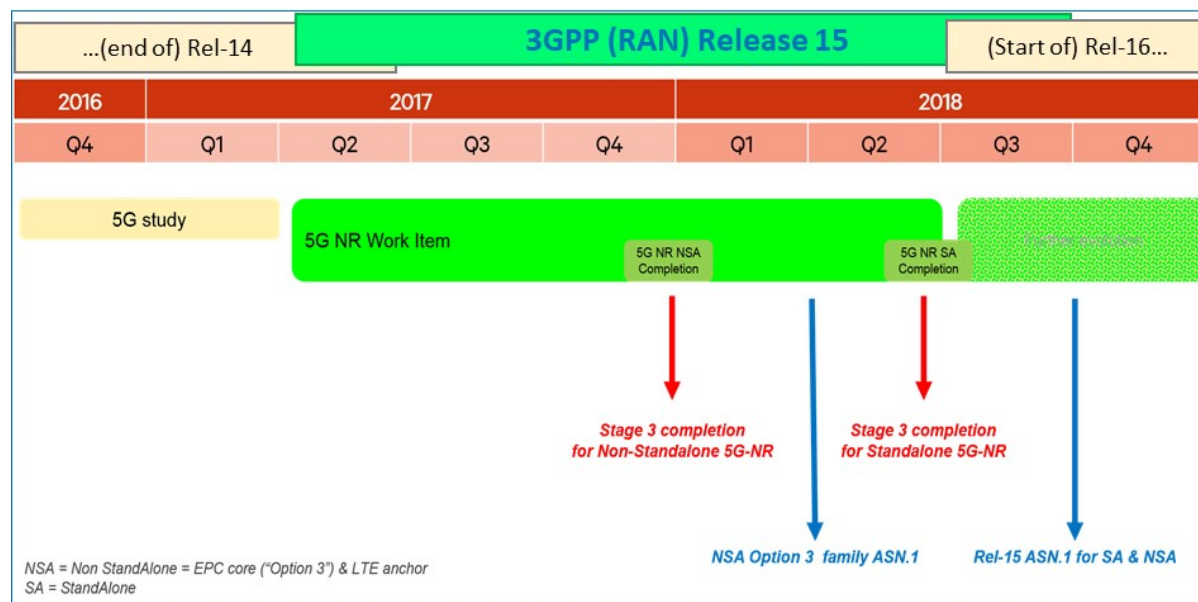 ...(end of) Rel-14
3GPP (RAN) Release 15
(Start of) Rel-16...
2016 2017 2018
Q4 Q1 Q2 Q3 Q4 Q1 Q2 Q3 Q4
5G study
5G NR Work Item
5G NR NSA
Completion
5G NR SA
Completion
Further evolution
Stage 3 completion
for Non-Standalone 5G-NR
Stage 3 completion
for Standalone 5G-NR
NSA Option 3 family ASN.1
Rel-15 ASN.1 for SA & NSA
NSA = Non StandAlone = EPC core ("Option 3") & LTE anchor
SA = StandAlone